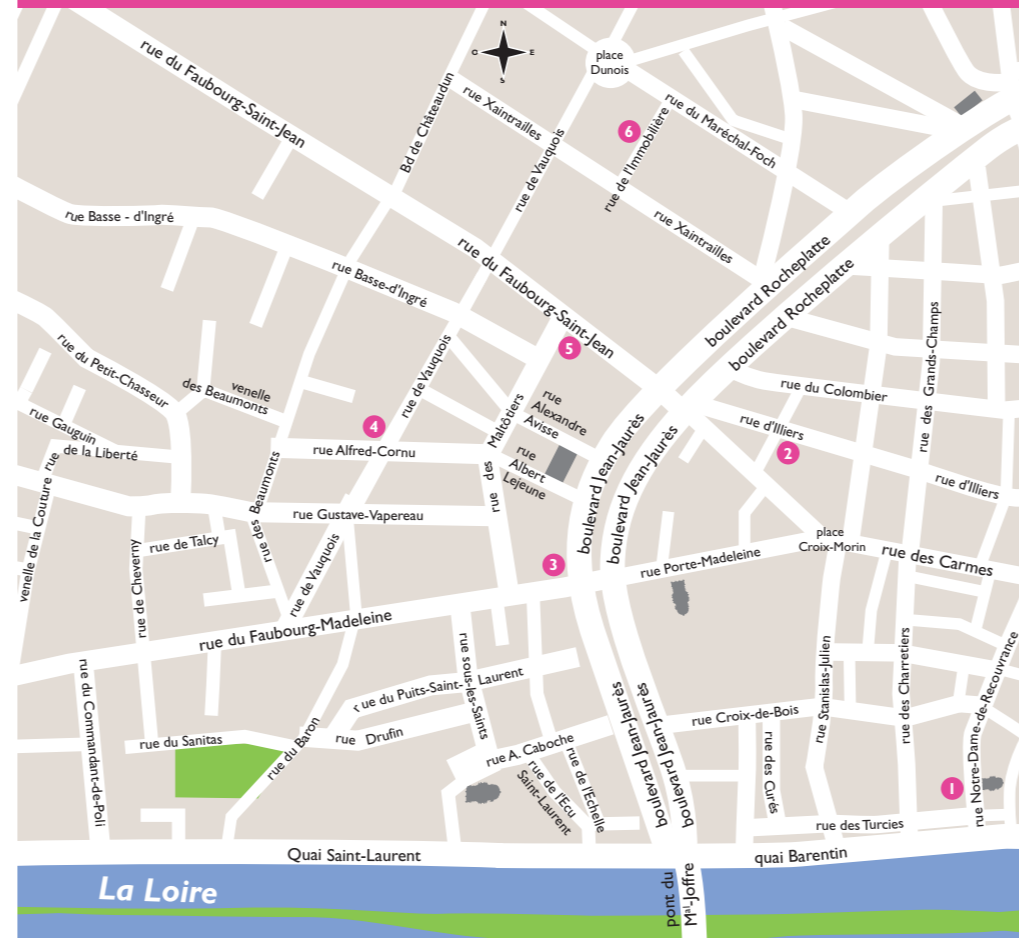 N
O
E
S
place
Dunois
rue du Faubourg-Saint-Jean
Bd de Châteaudun
rue Xaintrailles
rue du Maréchal-Foch
6
rue de Vauquois
rue de l'Immobilière
rue Basse - d'Ingré
rue Xaintrailles
rue Basse-d'Ingré
rue du Faubourg-Saint-Jean
boulevard Rocheplatte
boulevard Rocheplatte
rue des Grands-Champs
5
rue du Petit-Chasseur
venelle
des Beaumonts
rue de Vauquois
rue
Alexandre
Avisse
rue du Colombier
rue Gauguin
rue
de la Liberté
4
rue Alfred-Cornu
rue des Maltôtiers
rue
Albert
Lejeune
boulevard Jean-Jaurès
boulevard Jean-Jaurès
rue d'Illiers
2
rue d'Illiers
venelle de la Couture
rue des Beaumonts
rue Gustave-Vapereau
rue de Talcy
rue de Cheverny
rue de Vauquois
3
rue Porte-Madeleine
place
Croix-Morin
rue des Carmes
rue du Faubourg-Madeleine
rue du Commandant-de-Poli
rue sous-les-Saints
rue du Puits-Saint- Laurent
rue Stanislas-Julien
rue des Charretiers
rue Notre-Dame-de-Recouvrance
rue du Sanitas
rue du Baron
rue Drufin
rue A. Caboche
rue de l'Ecu
Saint-Laurent
rue de l'Echelle
boulevard Jean-Jaurès
boulevard Jean-Jaurès
boulevard Jean-Jaurès
boulevard Jean-Jaurès
rue Croix-de-Bois
rue des Curés
1
rue des Turcies
Quai Saint-Laurent
quai Barentin
La Loire
pont du
Mal-Joffre